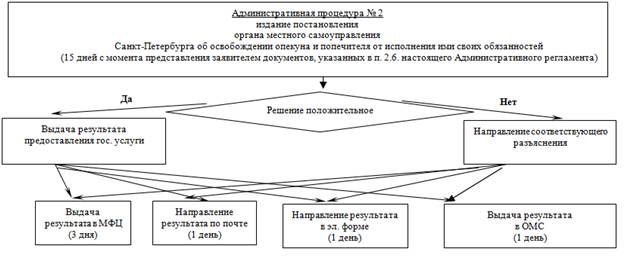 Административная процедура № 2
издание постановления
органа местного самоуправления
Санкт-Петербурга об освобождении опекуна и попечителя от исполнения ими своих обязанностей
(15 дней с момента представления заявителем документов, указанных в п. 2.6. настоящего Административного регламента)
Да
Решение положительное
Нет
Выдача результата
предоставления гос. услуги
Направление соответствующего
разъяснения
Выдача
результата в МФЦ
(3 дня)
Направление
результата по почте
(1 день)
Направление результата
в эл. форме
(1 день)
Выдача результата
в ОМС
(1 день)